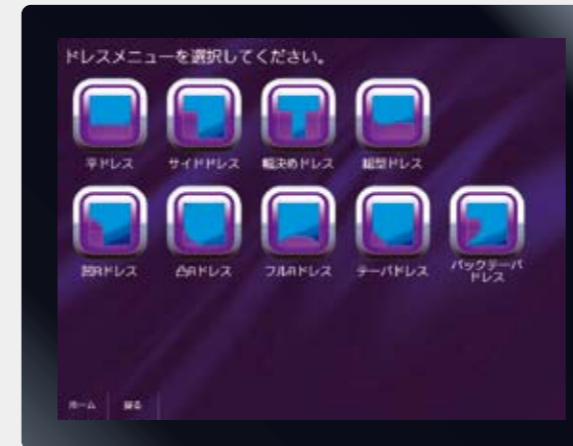 ドレスメニューを選択してください。
平ドレス
サイドドレス
幅決めドレス
総型ドレス
凹Rドレス
凸Rドレス
フルRドレス
テーパドレス
バックテーパ
ドレス
ホーム
戻る